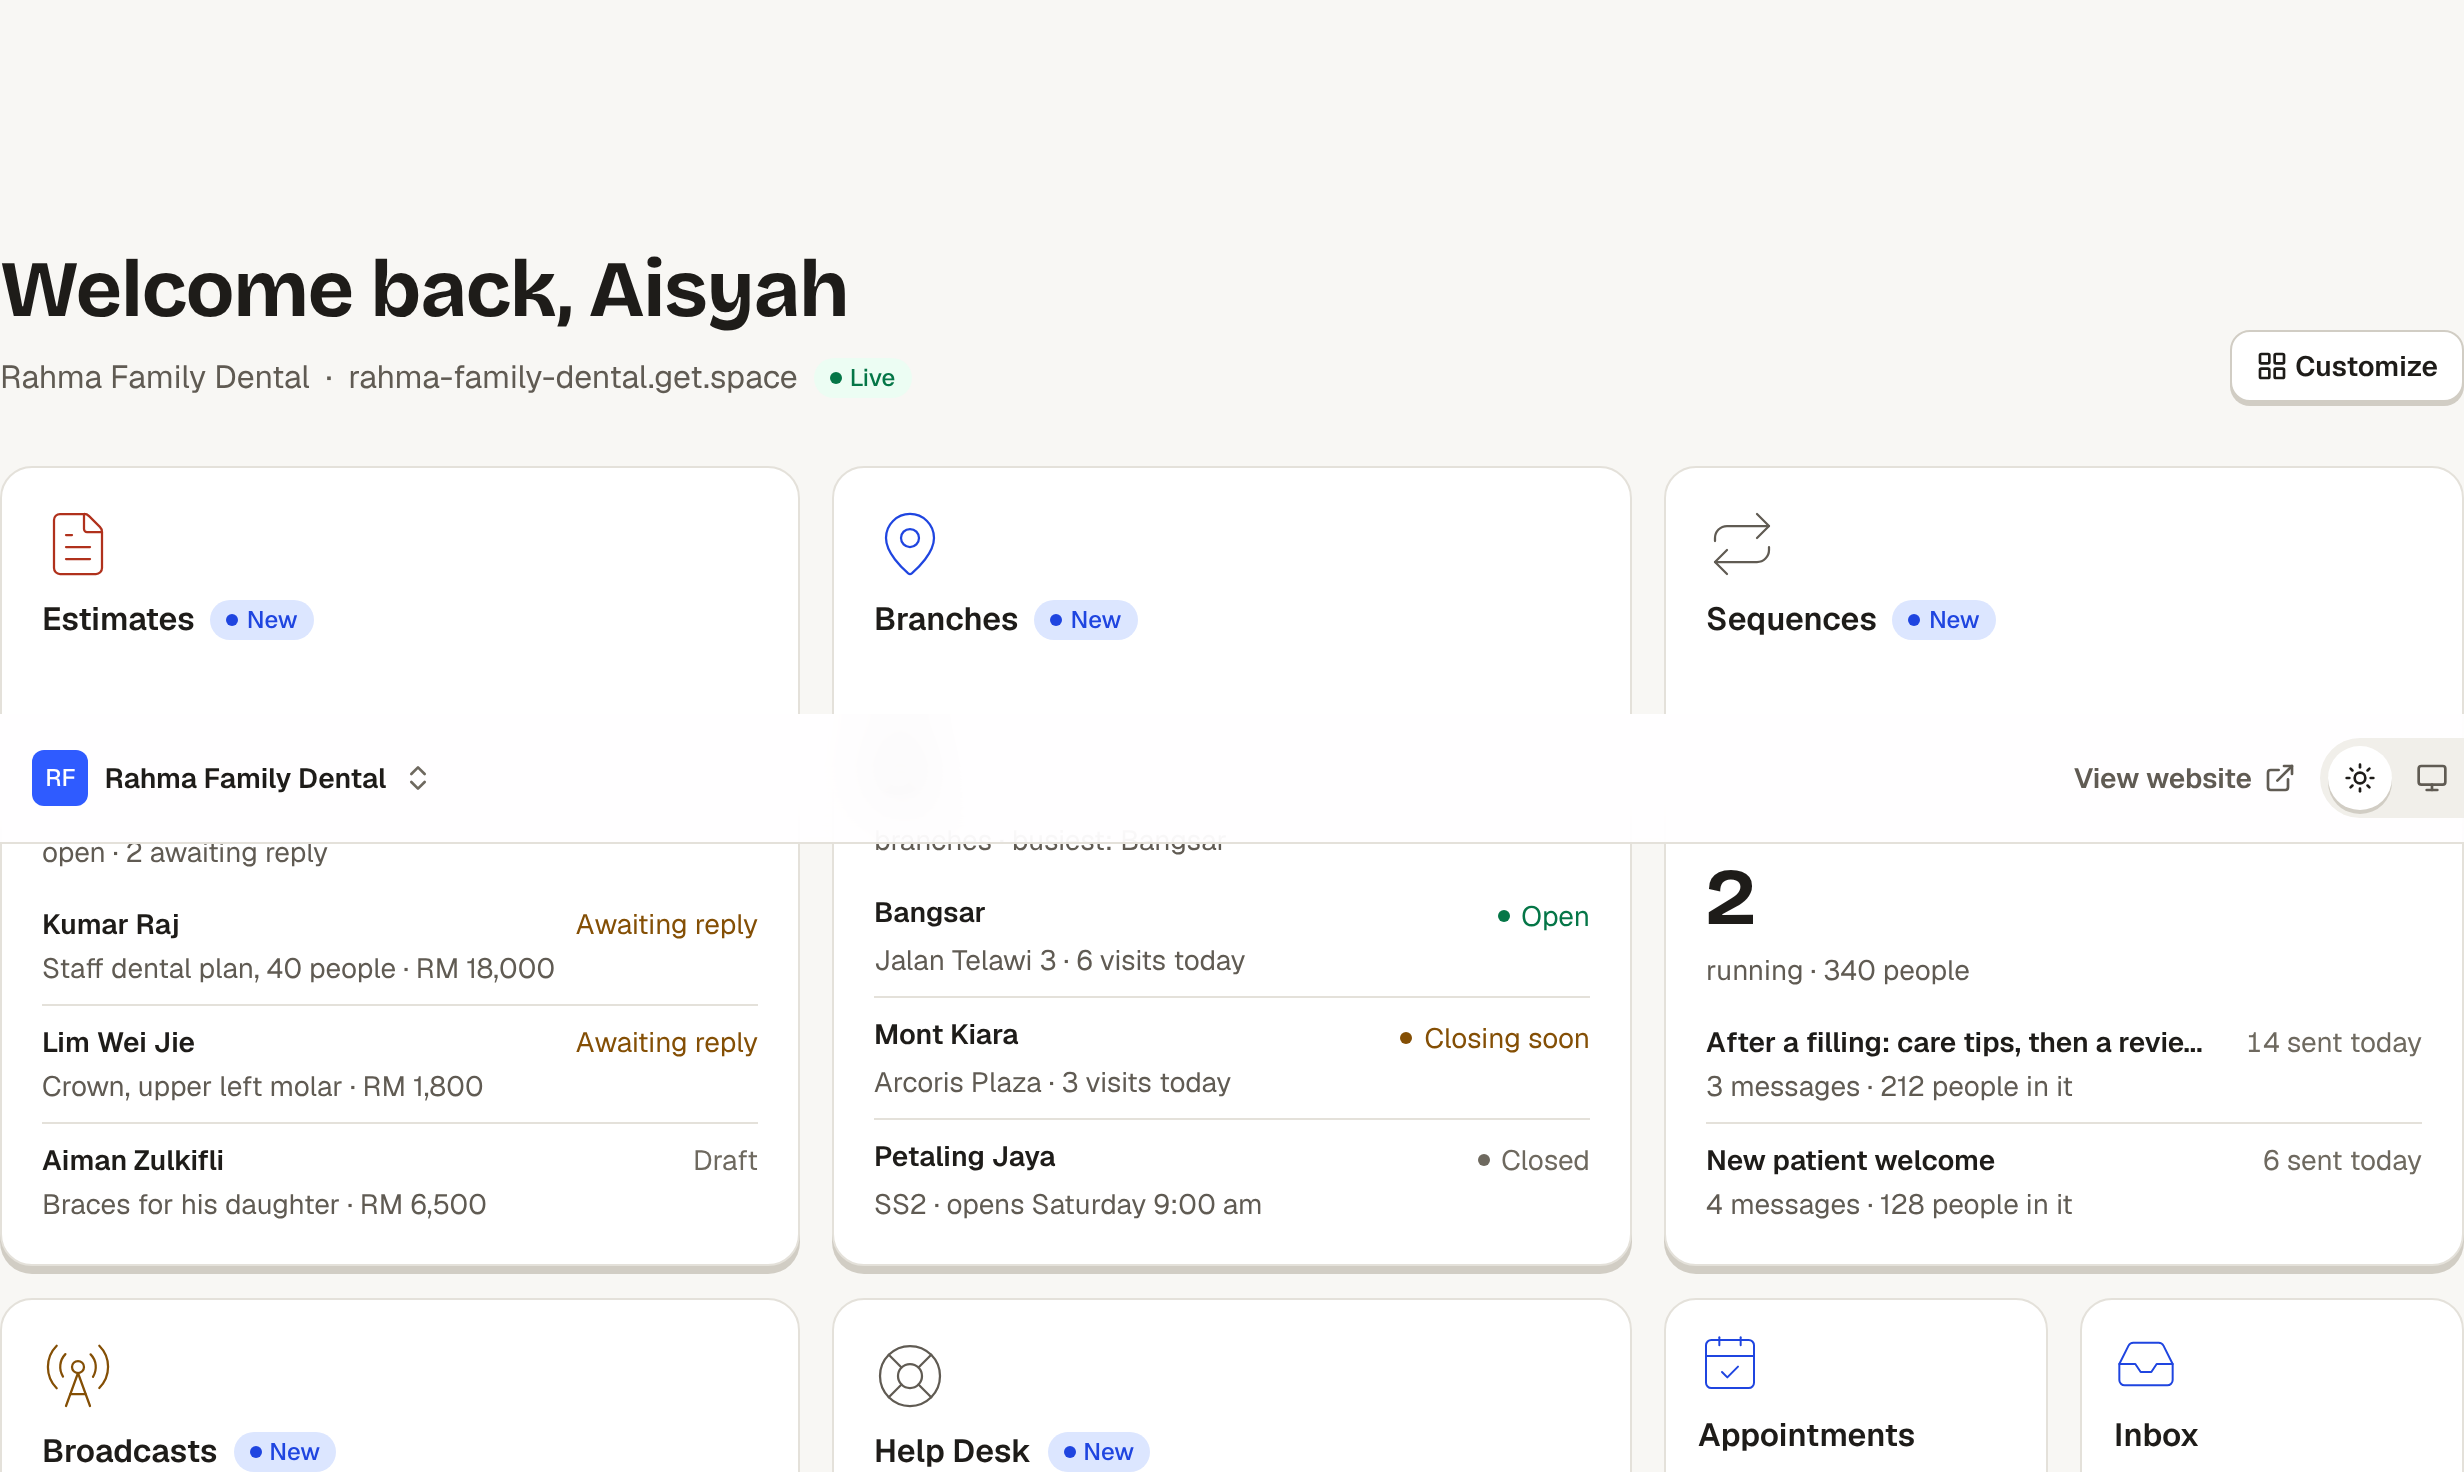 Welcome back, Aisyah
Rahma Family Dental · rahma-family-dental.get.space Live
Customize
Estimates New
Branches New
Sequences New
RF Rahma Family Dental
View website
open · 2 awaiting reply
Kumar Raj Awaiting reply
Staff dental plan, 40 people · RM 18,000
Lim Wei Jie Awaiting reply
Crown, upper left molar · RM 1,800
Aiman Zulkifli Draft
Braces for his daughter · RM 6,500
branches · busiest: Bangsar
Bangsar Open
Jalan Telawi 3 · 6 visits today
Mont Kiara Closing soon
Arcoris Plaza · 3 visits today
Petaling Jaya Closed
SS2 · opens Saturday 9:00 am
2
running · 340 people
After a filling: care tips, then a revie... 14 sent today
3 messages · 212 people in it
New patient welcome 6 sent today
4 messages · 128 people in it
Broadcasts New
Help Desk New
Appointments
Inbox